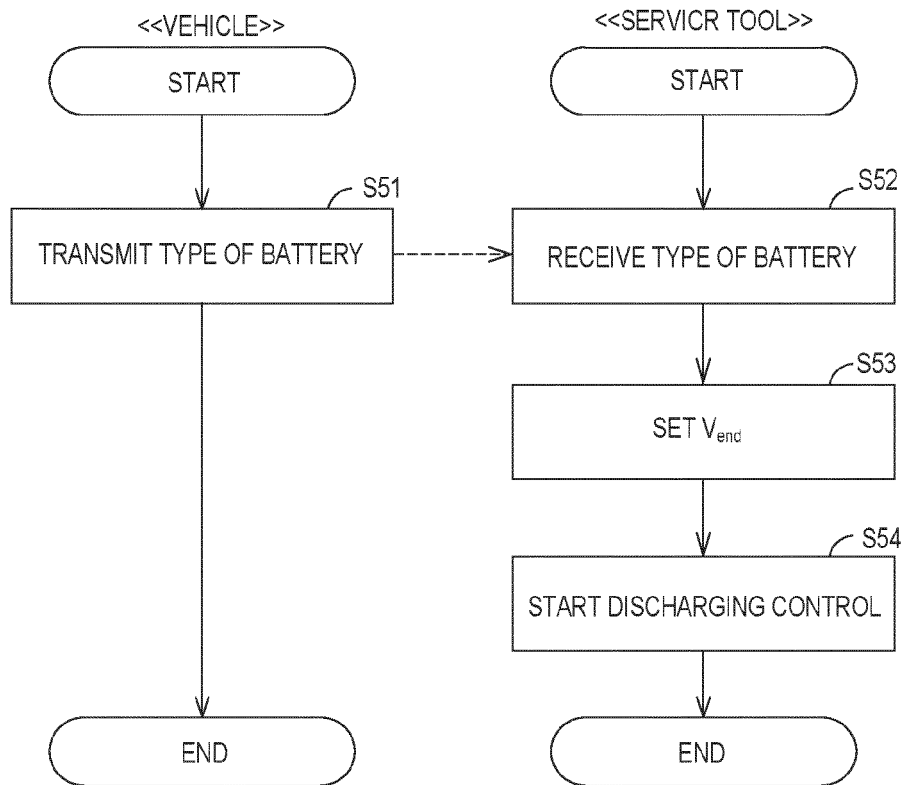 <<VEHICLE>>
START
S51
TRANSMIT TYPE OF BATTERY
END
<<SERVICR TOOL>>
START
S52
RECEIVE TYPE OF BATTERY
S53
SET Vend
S54
START DISCHARGING CONTROL
END